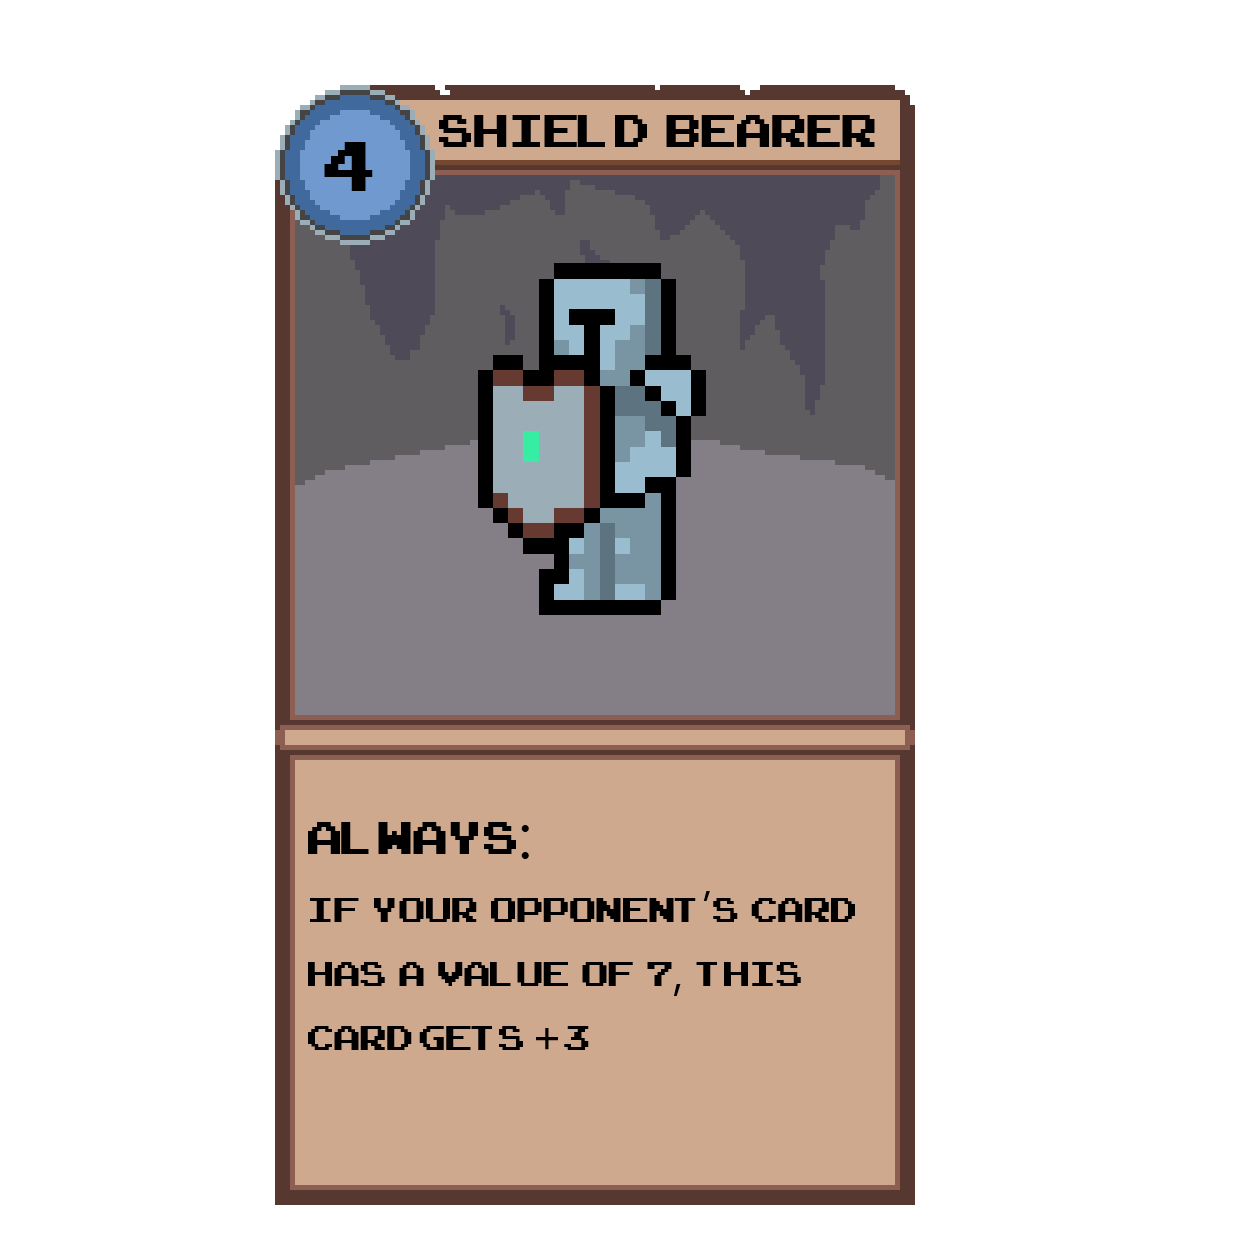 4
SHIELD BEARER
ALWAYS:
IF YOUR OPPONENT'S CARD
HAS A VALUE OF 7, THIS
CARD GETS +3